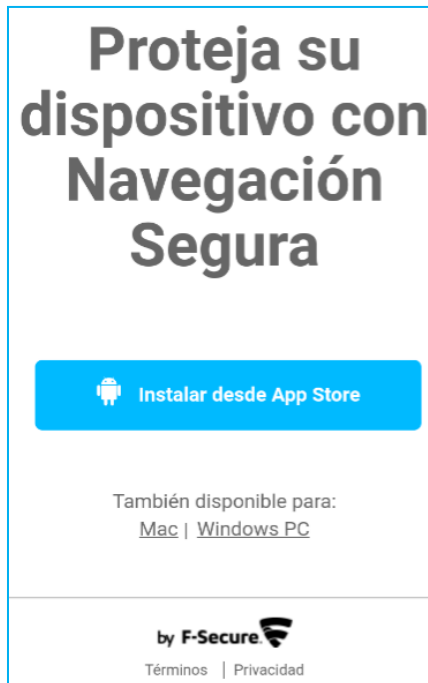 Proteja su
dispositivo con
Navegación
Segura
Instalar desde App Store
También disponible para:
Mac | Windows PC
by F-Secure.
Términos | Privacidad